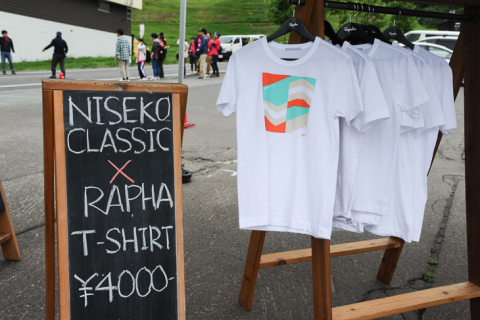 NISEKO
CLASSIC
×
RAPHA
T-SHIRT
¥4000-